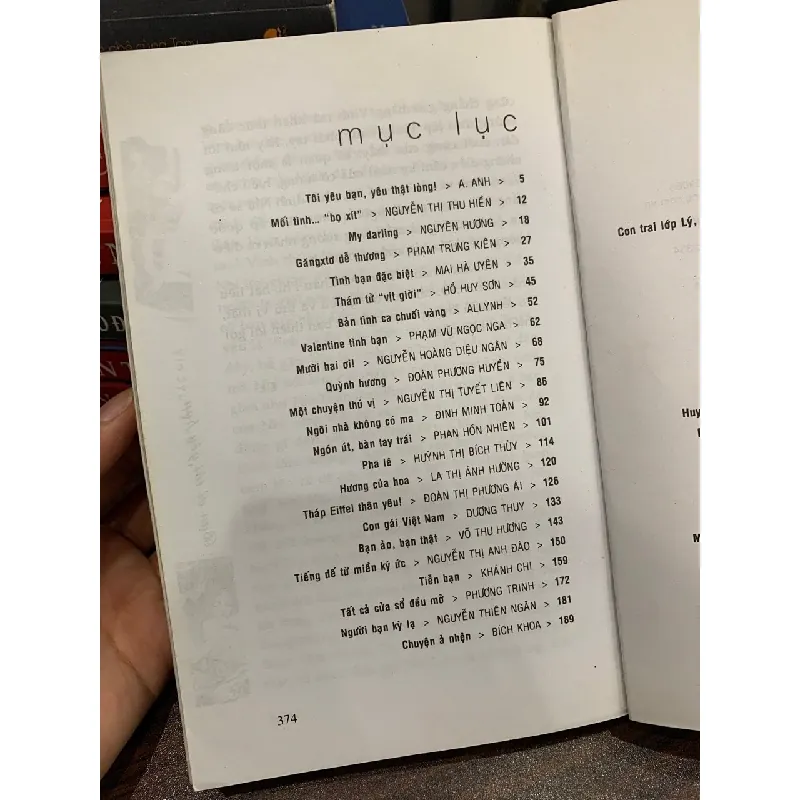 mục lục
Tôi yêu bạn, yêu thật lòng! > A. ANH > 5
Mối tình... "bọ xít" > NGUYỄN THỊ THU HIỀN > 12
My darling > NGUYÊN HƯƠNG > 18
Găngxtơ dễ thương > PHẠM TRUNG KIÊN > 27
Tình bạn đặc biệt > MAI HÀ UYÊN > 35
Thám tử "vịt giời" > HỒ HUY SƠN > 45
Bản tình ca chuối vàng > ALLYNH > 52
Valentine tình bạn > PHẠM VŨ NGỌC NGA > 62
Mười hai ơi! > NGUYỄN HOÀNG DIỆU NGÂN > 68
Quỳnh hương > ĐOÀN PHƯƠNG HUYỀN > 75
Một chuyện thú vị > NGUYỄN THỊ TUYẾT LIÊN > 86
Ngôi nhà không có ma > ĐINH MINH TOÀN > 92
Ngón út, bàn tay trái > PHAN HỒN NHIÊN > 101
Pha lê > HUỲNH THỊ BÍCH THỦY > 114
Hương của hoa > LA THỊ ÁNH HƯỜNG > 120
Tháp Eiffel thân yêu! > ĐOÀN THỊ PHƯƠNG ÁI > 126
Con gái Việt Nam > DƯƠNG THỤY > 133
Bạn ảo, bạn thật > VÕ THU HƯƠNG > 143
Tiếng dế từ miền ký ức > NGUYỄN THỊ ANH ĐÀO > 150
Tiễn bạn > KHÁNH CHI > 159
Tất cả cửa sổ đều mở > PHƯƠNG TRINH > 172
Người bạn kỳ lạ > NGUYỄN THIÊN NGÂN > 181
Chuyện ả nhện > BÍCH KHOA > 189
374
Con trai lớp Lý,
Huy